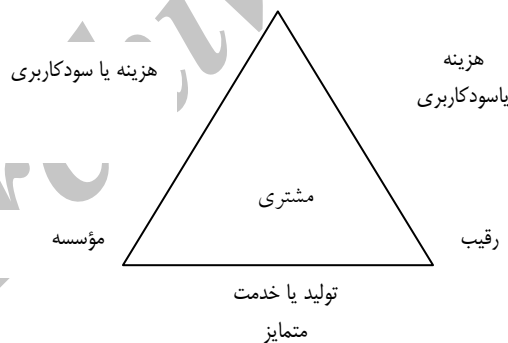 هزینه
یاسودکاربری
هزینه یا سودکاربری
مشتری
رقیب
مؤسسه
تولید یا خدمت
متمایز